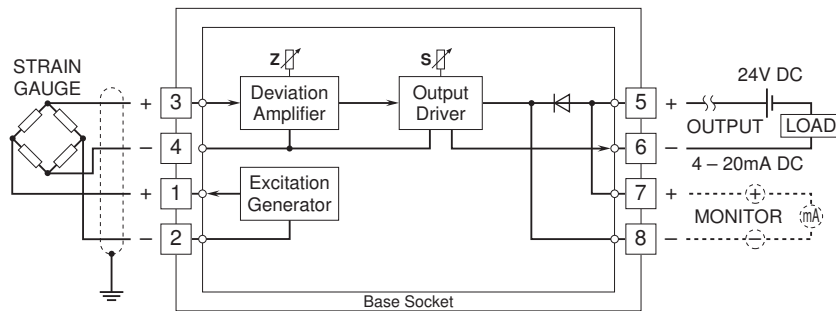 24V DC
STRAIN
GAUGE
Z
S
+ 3
Deviation
Amplifier
Output
Driver
5 +
OUTPUT
LOAD
− 4
6 −
4 – 20mA DC
+ 1
Excitation
Generator
7 +
+
MONITOR
mA
− 2
8 −
−
Base Socket